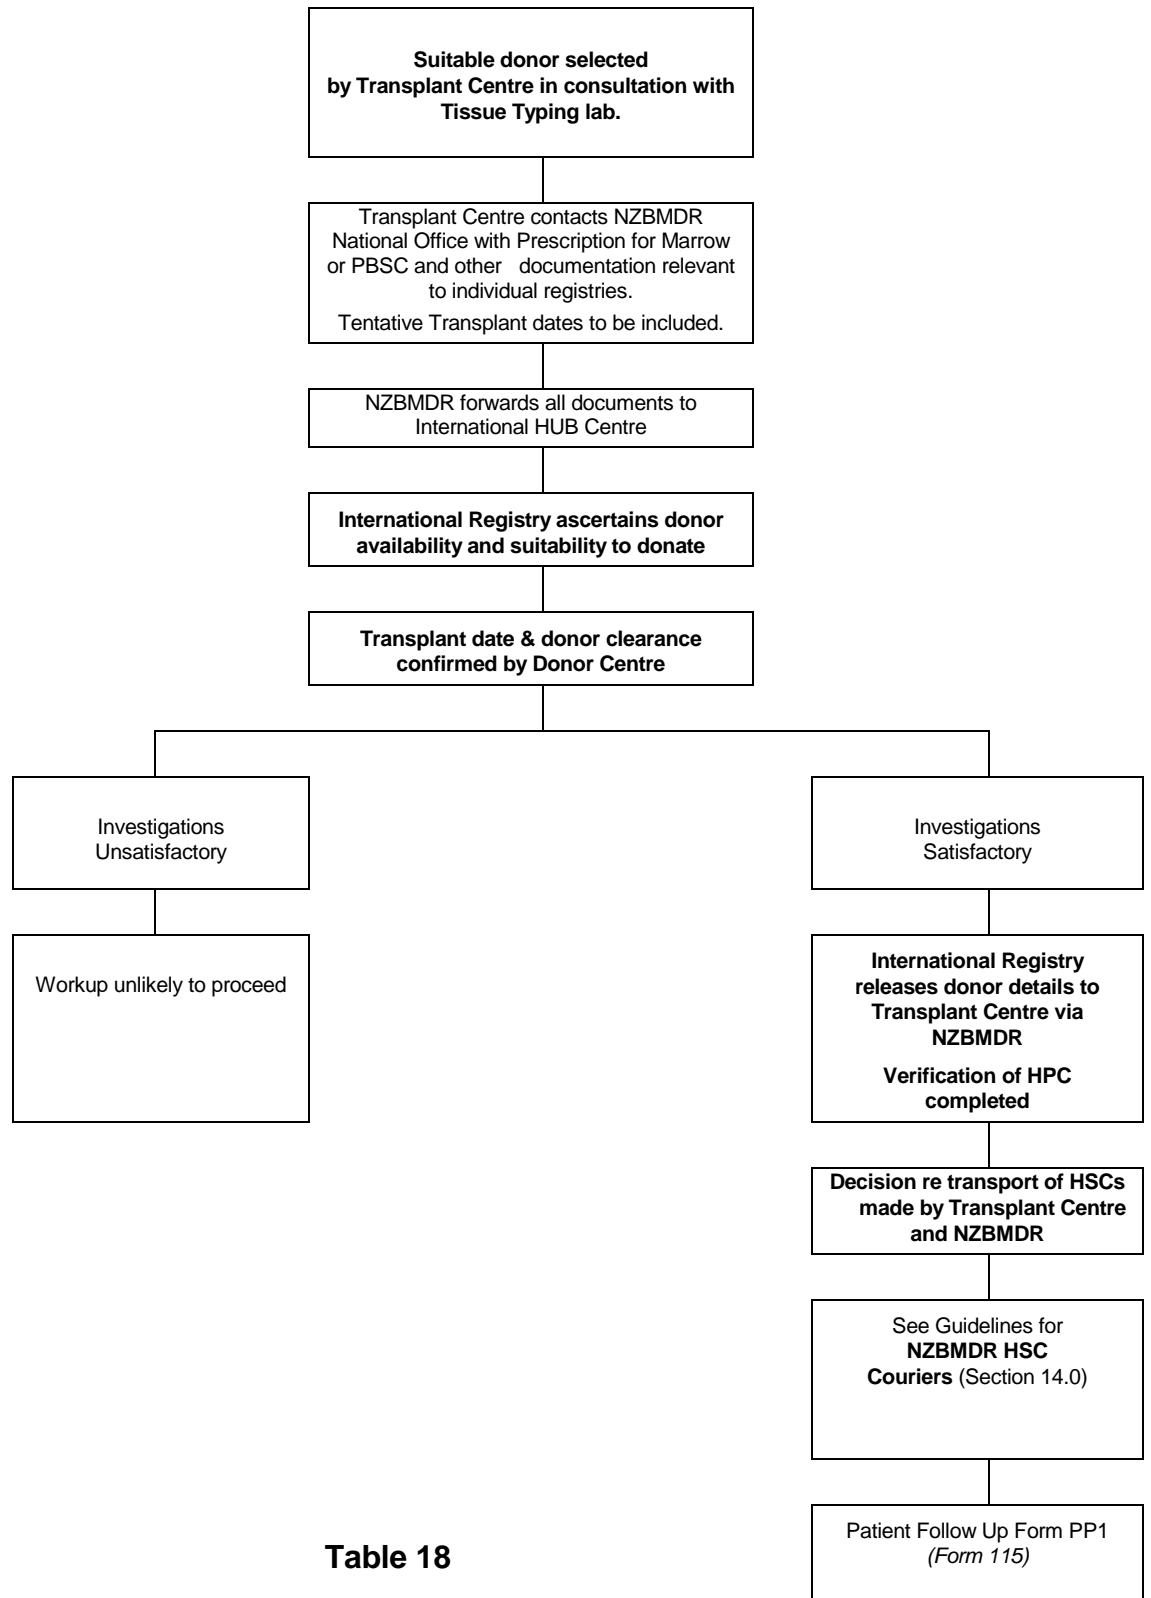 Suitable donor selected
by Transplant Centre in consultation with
Tissue Typing lab.
Transplant Centre contacts NZBMDR
National Office with Prescription for Marrow
or PBSC and other documentation relevant
to individual registries.
Tentative Transplant dates to be included.
NZBMDR forwards all documents to
International HUB Centre
International Registry ascertains donor
availability and suitability to donate
Transplant date & donor clearance
confirmed by Donor Centre
Investigations
Unsatisfactory
Workup unlikely to proceed
Investigations
Satisfactory
International Registry
releases donor details to
Transplant Centre via
NZBMDR
Verification of HPC
completed
Decision re transport of HSCs
made by Transplant Centre
and NZBMDR
See Guidelines for
NZBMDR HSC
Couriers (Section 14.0)
Patient Follow Up Form PP1
(Form 115)
Table 18